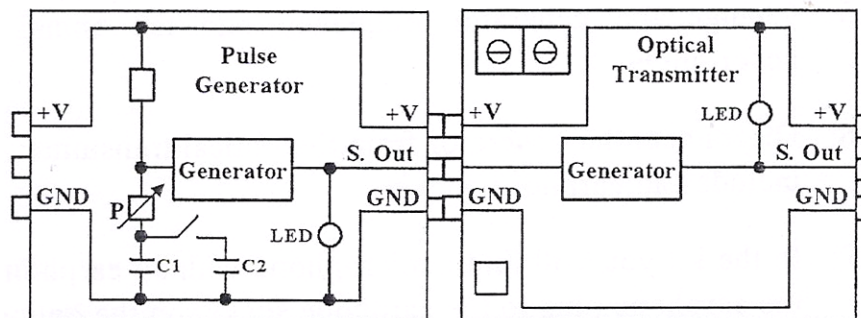 Pulse
Generator
+V
+V
Generator
S. Out
GND
GND
P
C1
C2
LED
Optical
Transmitter
+V
+V
LED
Generator
S. Out
GND
GND